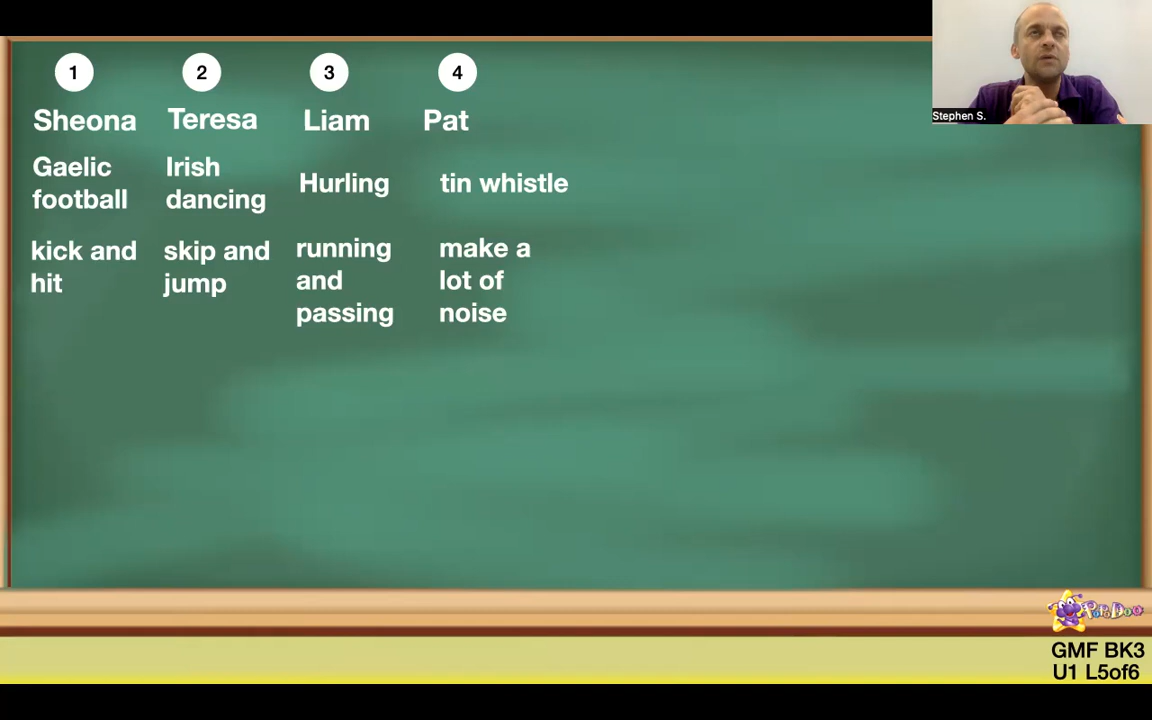 1
2
3
4
Sheona
Teresa
Liam
Pat
Gaelic
football
Irish
dancing
Hurling
tin whistle
kick and
hit
skip and
jump
running
and
passing
make a
lot of
noise
Stephen S.
PopoDoo
GMF BK3
U1 L5of6